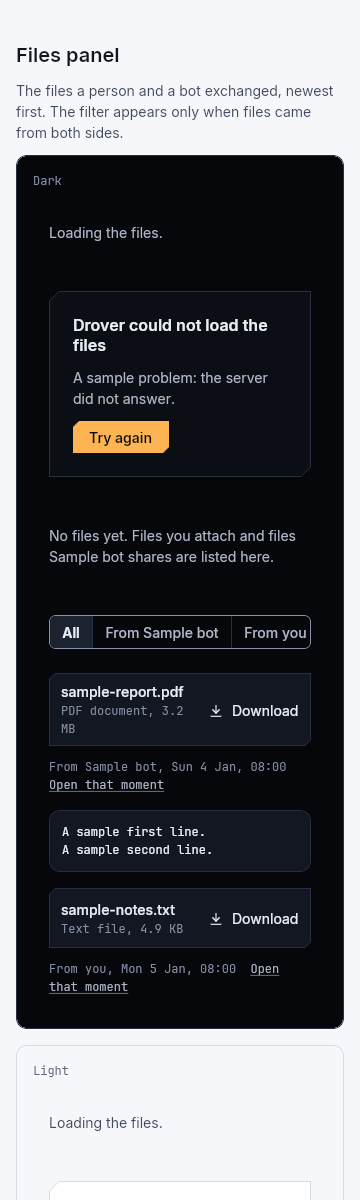 Files panel
The files a person and a bot exchanged, newest
first. The filter appears only when files came
from both sides.
Dark
Loading the files.
Drover could not load the
files
A sample problem: the server
did not answer.
Try again
No files yet. Files you attach and files
Sample bot shares are listed here.
All From Sample bot From you
sample-report.pdf
PDF document, 3.2
MB
Download
From Sample bot, Sun 4 Jan, 08:00
Open that moment
A sample first line.
A sample second line.
sample-notes.txt
Text file, 4.9 KB
Download
From you, Mon 5 Jan, 08:00 Open
that moment
Light
Loading the files.